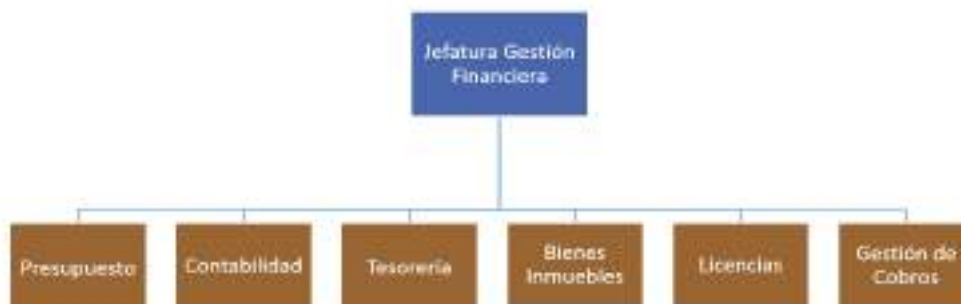 Jefatura Gestión
Financiera
Presupuesto
Contabilidad
Tesorería
Bienes
Inmuebles
Licencias
Gestión de
Cobros